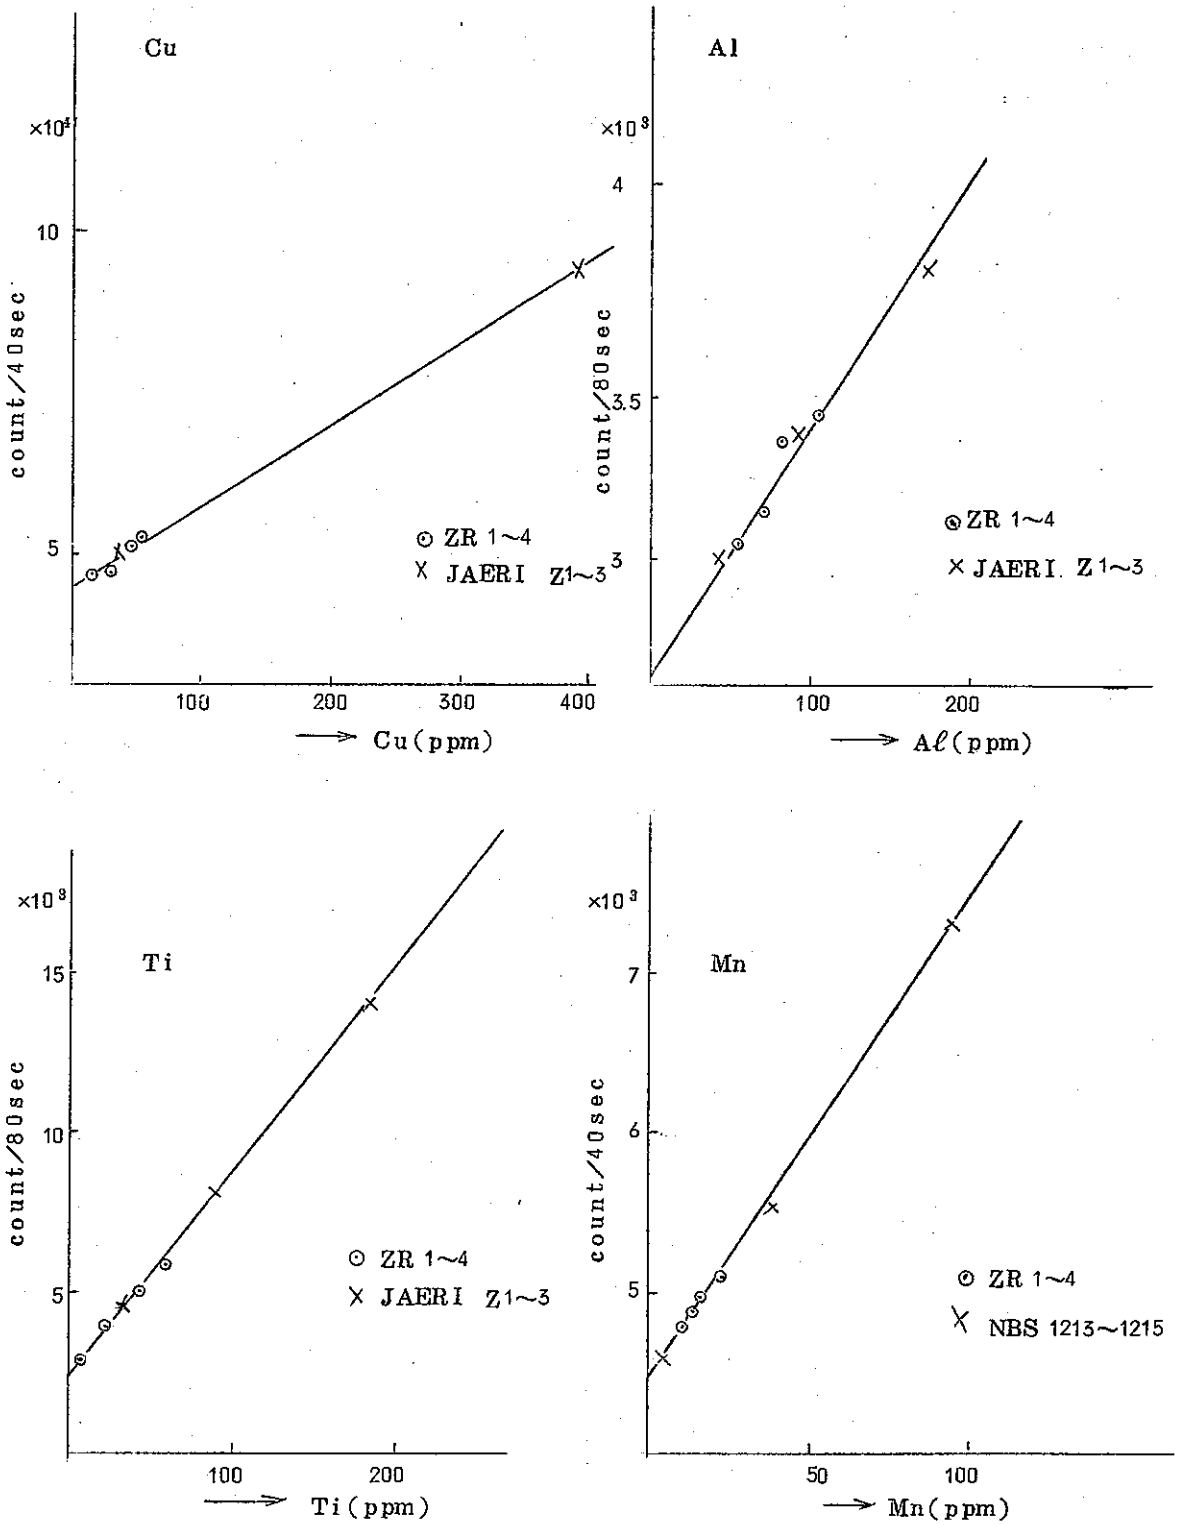 Cu
×10⁴
10
5
count/40sec
⊙ ZR 1~4
× JAERI Z1~3
100 200 300 400
⟶ Cu(ppm)
Al
×10³
4
3.5
3
count/80sec
⊙ ZR 1~4
× JAERI. Z1~3
100 200
⟶ Aℓ(ppm)
Ti
×10³
15
10
5
count/80sec
⊙ ZR 1~4
× JAERI Z1~3
100 200
⟶ Ti(ppm)
Mn
×10³
7
6
5
count/40sec
⊙ ZR 1~4
× NBS 1213~1215
50 100
⟶ Mn(ppm)